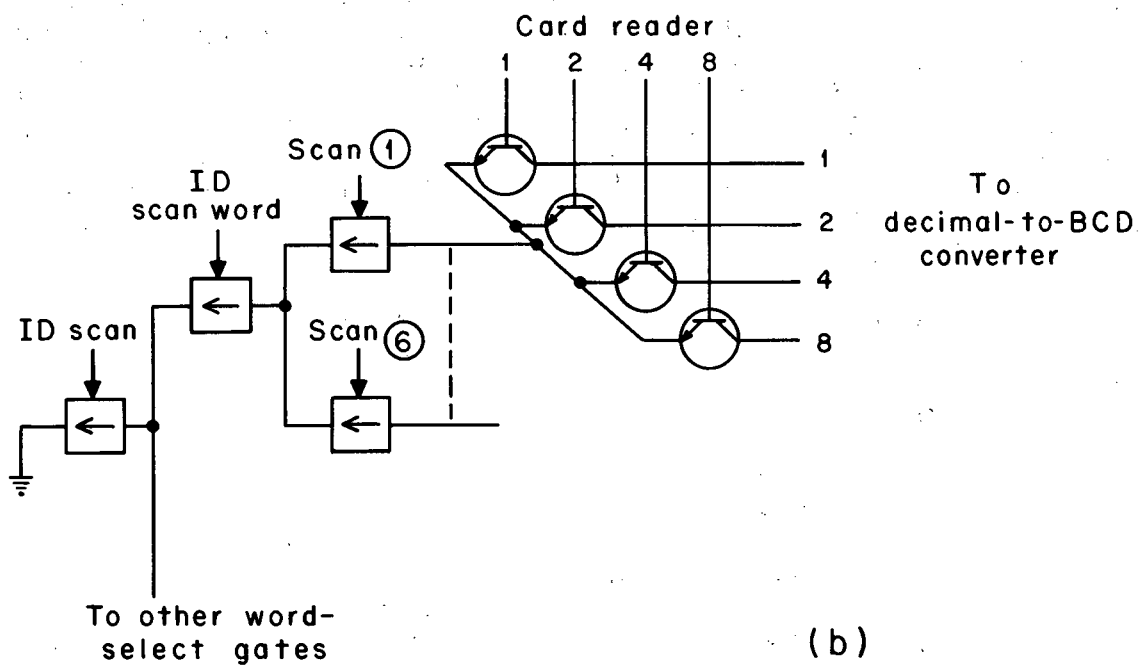 Card reader
1 2 4 8
Scan 1
1
ID
scan word
To
decimal-to-BCD
converter
2
4
ID scan
Scan 6
8
To other word-
select gates
(b)